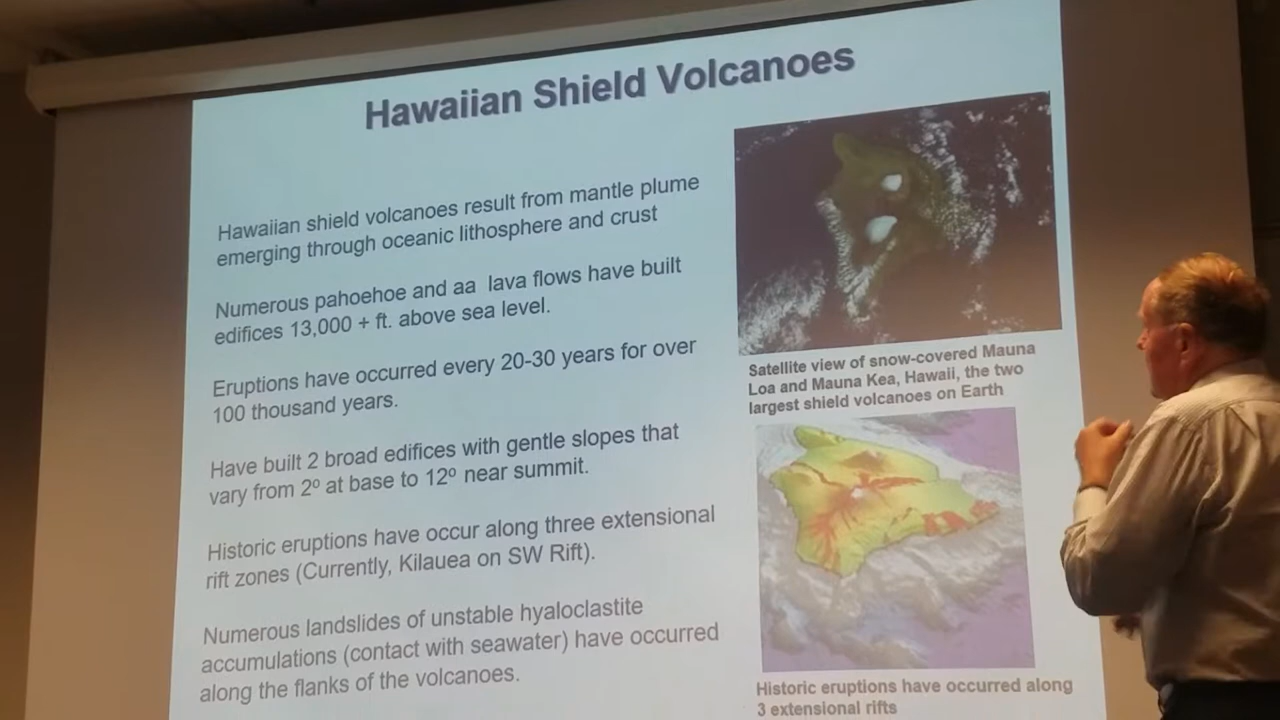 Hawaiian Shield Volcanoes
Hawaiian shield volcanoes result from mantle plume
emerging through oceanic lithosphere and crust
Numerous pahoehoe and aa lava flows have built
edifices 13,000 + ft. above sea level.
Eruptions have occurred every 20-30 years for over
100 thousand years.
Have built 2 broad edifices with gentle slopes that
vary from 2º at base to 12º near summit.
Historic eruptions have occur along three extensional
rift zones (Currently, Kilauea on SW Rift).
Numerous landslides of unstable hyaloclastite
accumulations (contact with seawater) have occurred
along the flanks of the volcanoes.
Satellite view of snow-covered Mauna
Loa and Mauna Kea, Hawaii, the two
largest shield volcanoes on Earth
Historic eruptions have occurred along
3 extensional rifts